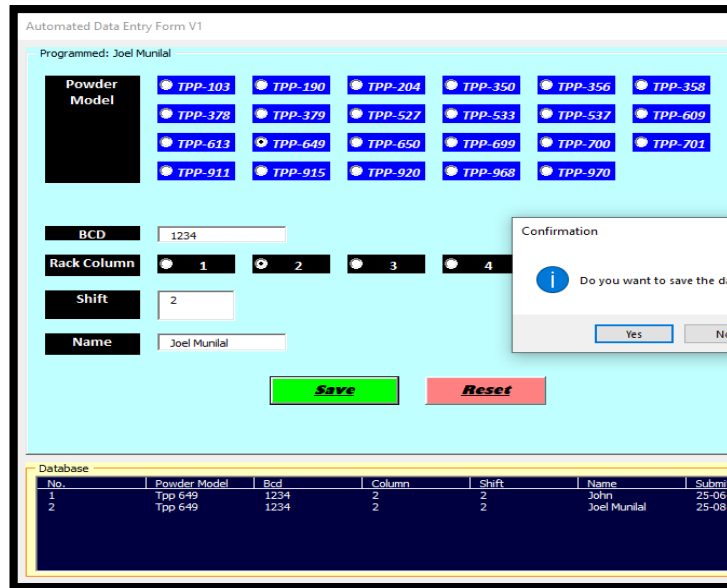 Automated Data Entry Form V1
Programmed: Joel Munilal
Powder Model
TPP-103 TPP-190 TPP-204 TPP-350 TPP-356 TPP-358
TPP-378 TPP-379 TPP-527 TPP-533 TPP-537 TPP-609
TPP-613 TPP-649 TPP-650 TPP-699 TPP-700 TPP-701
TPP-911 TPP-915 TPP-920 TPP-968 TPP-970
BCD 1234
Confirmation
Rack Column 1 2 3 4
Do you want to save the
Shift 2
Yes
Name Joel Munilal
Save Reset
Database
No. Powder Model Bcd Column Shift Name
1 Tpp 649 1234 2 2 John 25-06
2 Tpp 649 1234 2 2 Joel Munilal 25-08